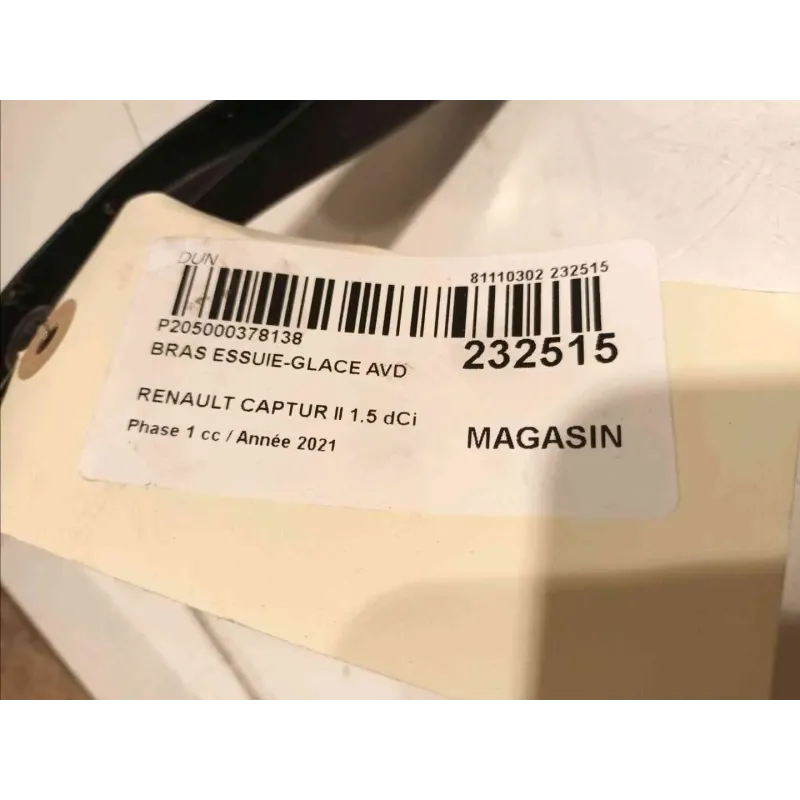 DUN
81110302 232515
P205000378138
232515
BRAS ESSUIE-GLACE AVD
RENAULT CAPTUR II 1.5 dCi
Phase 1 cc / Année 2021
MAGASIN